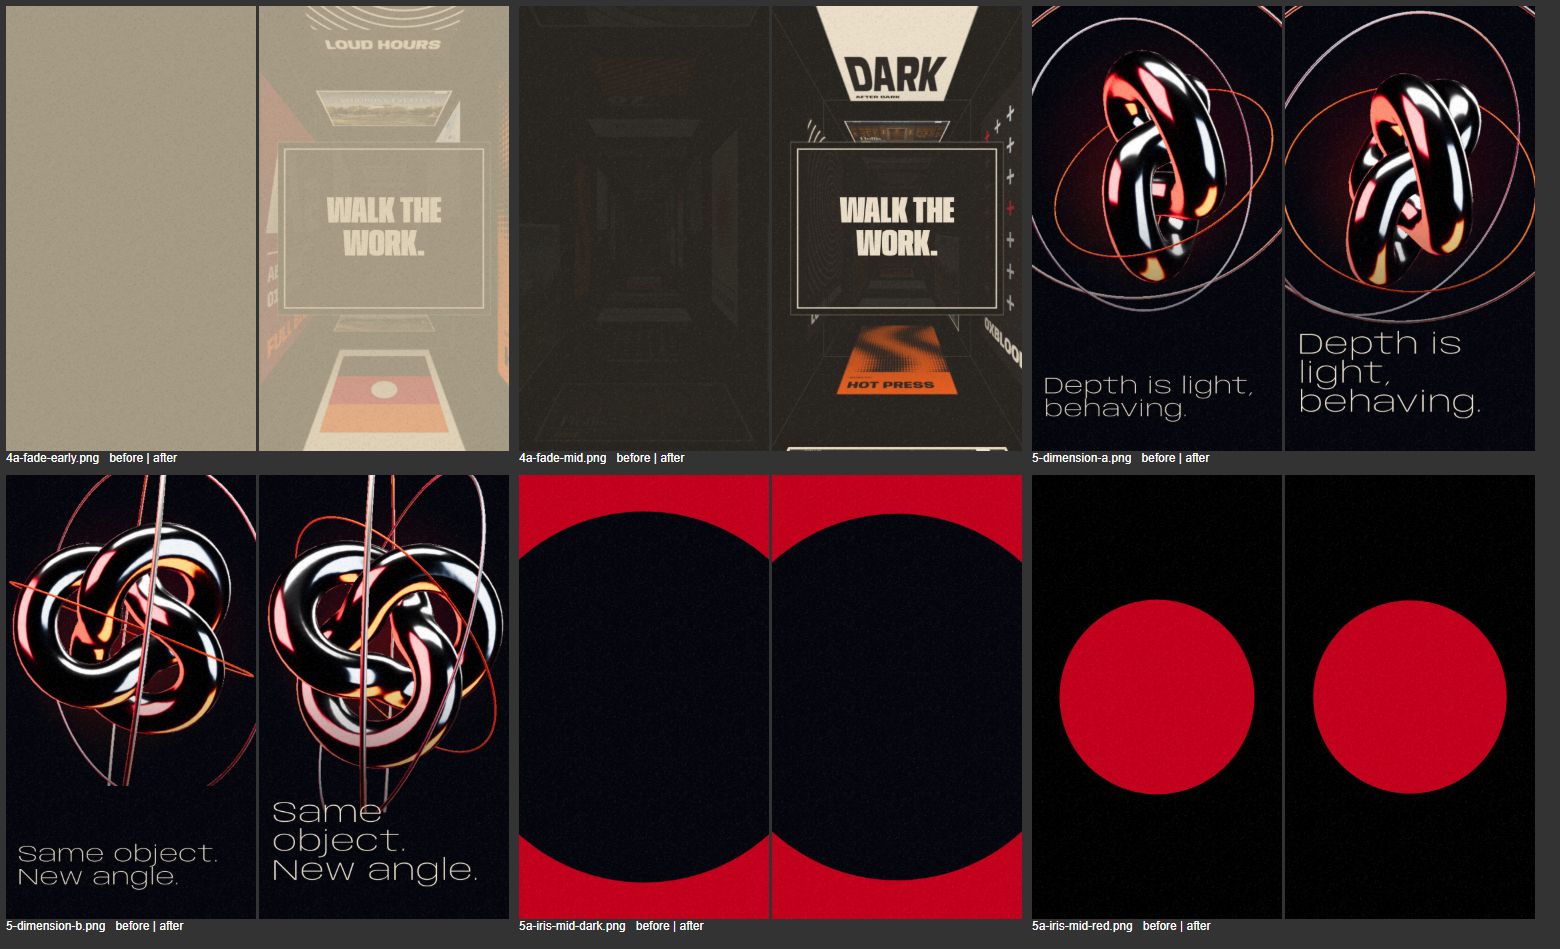 LOUD HOURS
WALK THE
WORK.
FULL
4a-fade-early.png before | after
DARK
AFTER DARK
WALK THE
WORK.
HOT PRESS
OXBLOO
4a-fade-mid.png before | after
Depth is light,
behaving.
Depth is
light,
behaving.
5-dimension-a.png before | after
Same object.
New angle.
Same
object.
New angle.
5-dimension-b.png before | after
5a-iris-mid-dark.png before | after
5a-iris-mid-red.png before | after